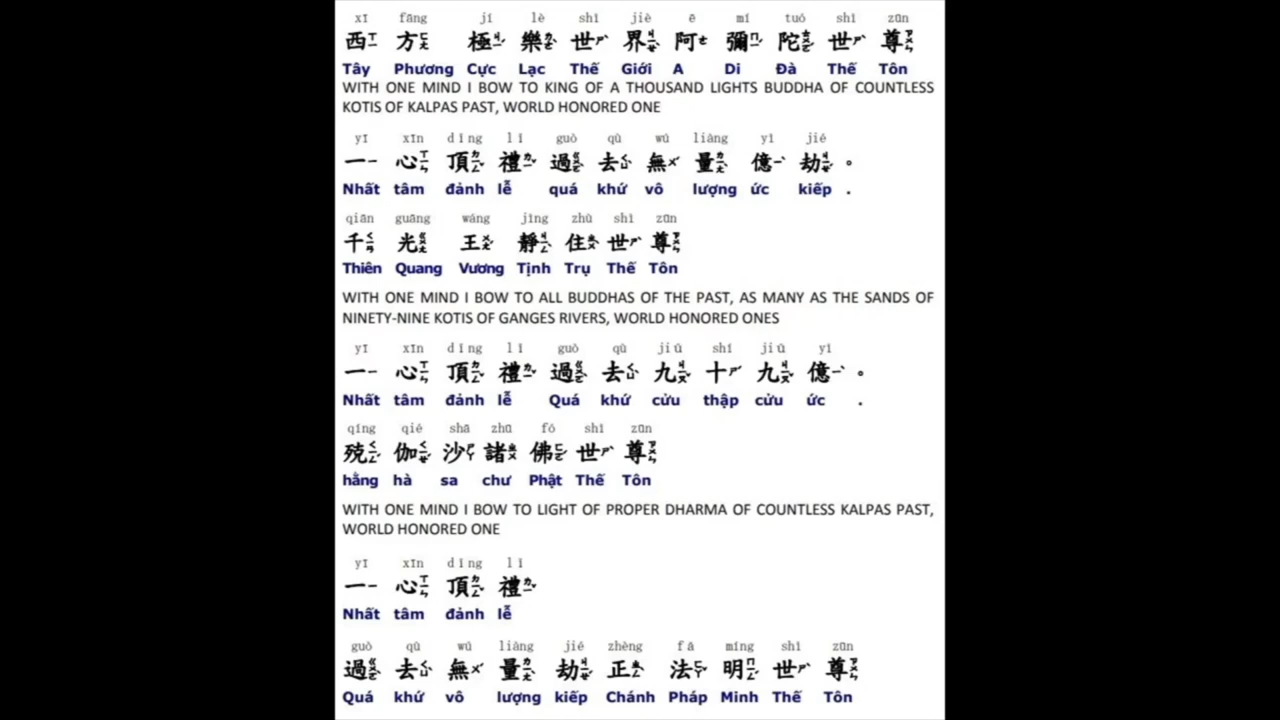 xī fāng jí lè shì jiè ē mí tuó shì zūn
西方 極樂世界阿彌陀世尊
Tây Phương Cực Lạc Thế Giới A Di Đà Thế Tôn
WITH ONE MIND I BOW TO KING OF A THOUSAND LIGHTS BUDDHA OF COUNTLESS
KOTIS OF KALPAS PAST, WORLD HONORED ONE
yī xīn dǐng lǐ guò qù wú liàng yì jié
一心頂禮 過去無量億劫。
Nhất tâm đảnh lễ quá khứ vô lượng ức kiếp .
qiān guāng wáng jìng zhù shì zūn
千光王靜住世尊
Thiên Quang Vương Tịnh Trụ Thế Tôn
WITH ONE MIND I BOW TO ALL BUDDHAS OF THE PAST, AS MANY AS THE SANDS OF
NINETY-NINE KOTIS OF GANGES RIVERS, WORLD HONORED ONES
yī xīn dǐng lǐ guò qù jiǔ shí jiǔ yì
一心頂禮 過去九十九億。
Nhất tâm đảnh lễ Quá khứ cửu thập cửu ức .
qíng qié shā zhū fó shì zūn
殑伽沙諸佛世尊
hằng hà sa chư Phật Thế Tôn
WITH ONE MIND I BOW TO LIGHT OF PROPER DHARMA OF COUNTLESS KALPAS PAST,
WORLD HONORED ONE
yī xīn dǐng lǐ
一心頂禮
Nhất tâm đảnh lễ
guò qù wú liàng jié zhèng fǎ míng shì zūn
過去無量劫正法明世尊
Quá khứ vô lượng kiếp Chánh Pháp Minh Thế Tôn